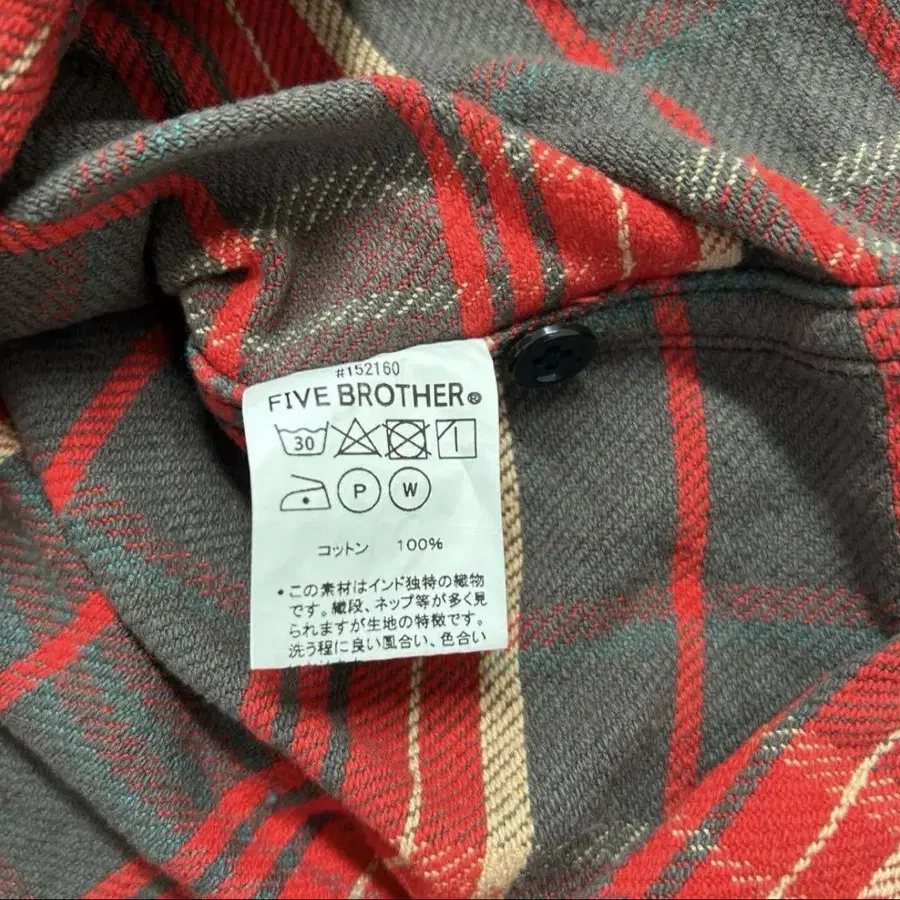 #152160
FIVE BROTHER®
30
P W
コットン 100%
・この素材はインド独特の織物
です。織段、ネップ等が多く見
られますが生地の特徴です。
洗う程に良い風合い、色合い